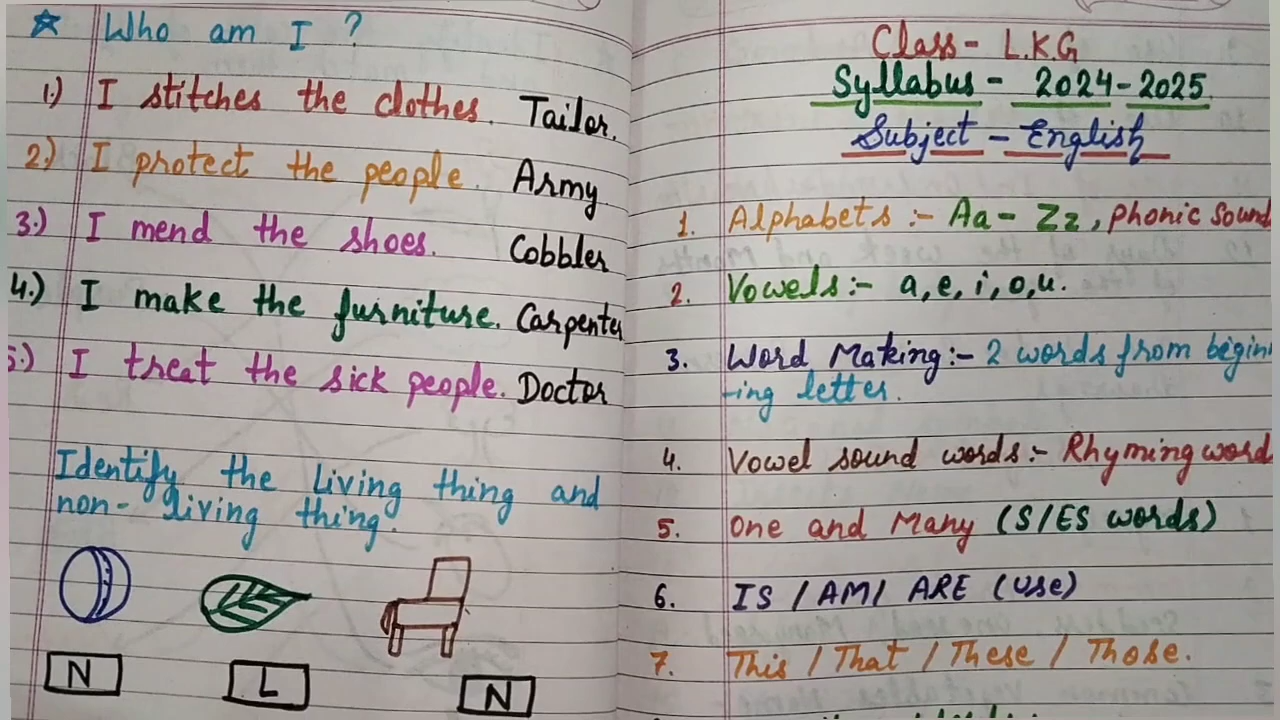 ☆ Who am I ?
1.) I stitches the clothes. Tailor.
2.) I protect the people. Army
3.) I mend the shoes. Cobbler
4.) I make the furniture. Carpenter
5.) I treat the sick people. Doctor
Identify the Living thing and
non-living thing.
N L N
Class - L.K.G
Syllabus - 2024-2025
Subject - English
1. Alphabets :- Aa - Zz, Phonic Sound
2. Vowels :- a, e, i, o, u.
3. Word Making :- 2 words from begin
-ing letter.
4. Vowel sound words :- Rhyming word
5. One and Many (S/ES words)
6. IS / AM / ARE (Use)
7. This / That / These / Those.